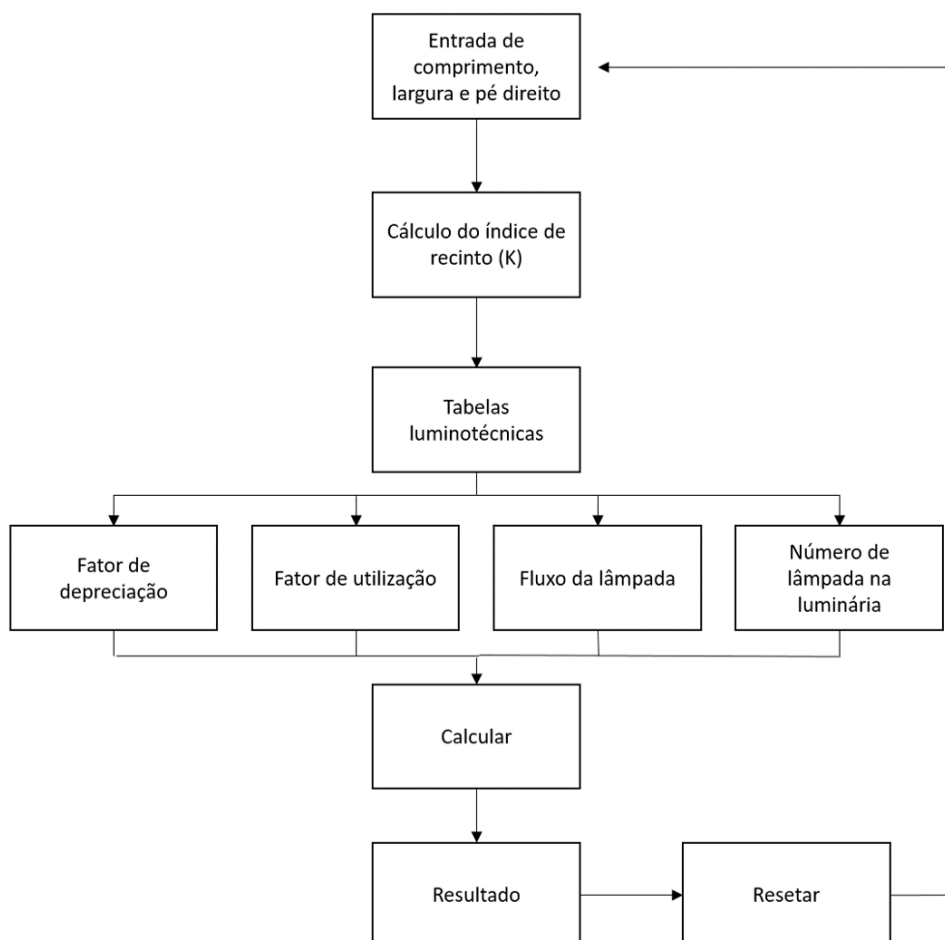 Entrada de
comprimento,
largura e pé direito
Cálculo do índice de
recinto (K)
Tabelas
luminotécnicas
Fator de
depreciação
Fator de utilização
Fluxo da lâmpada
Número de
lâmpada na
luminária
Calcular
Resultado
Resetar